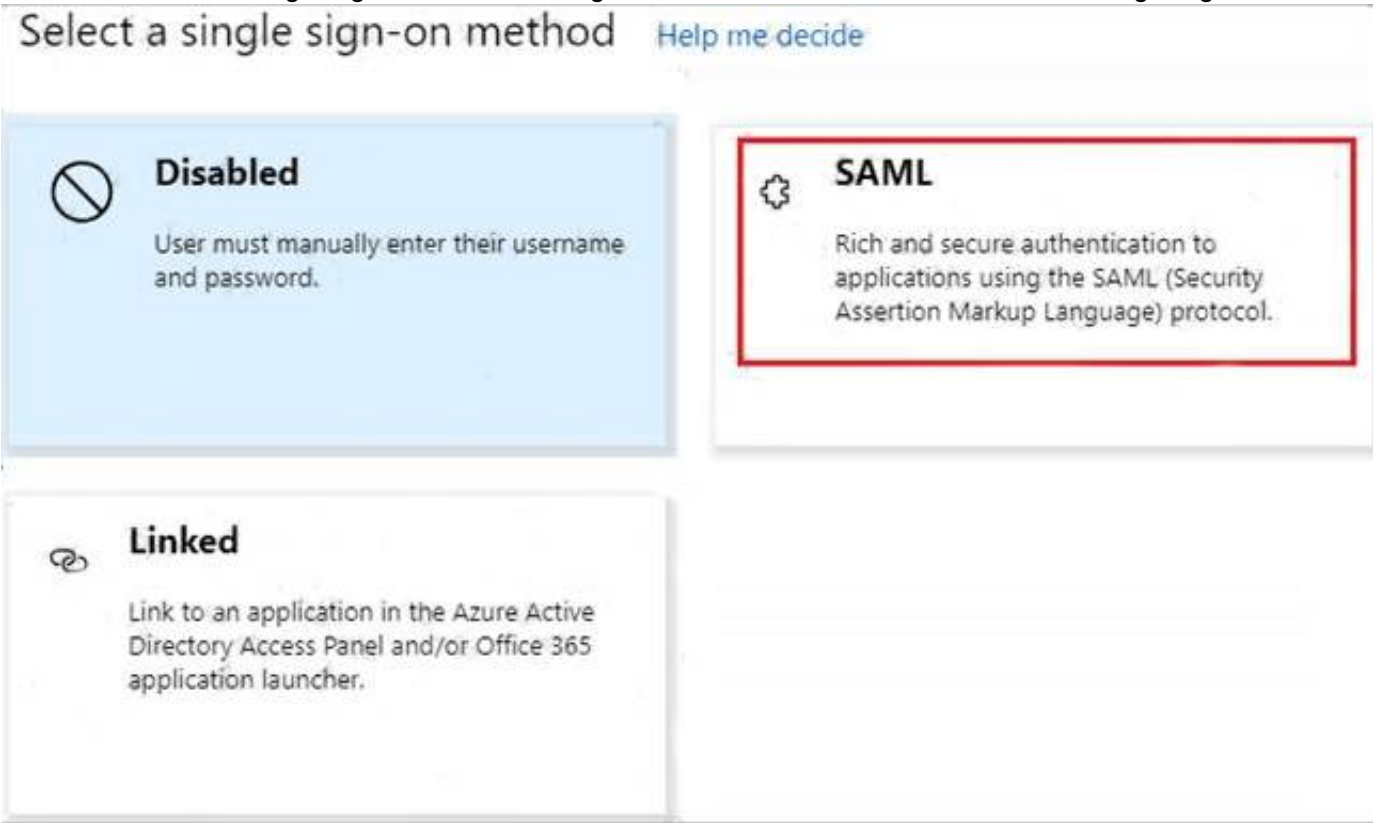 Select a single sign-on method Help me decide
Disabled
User must manually enter their username
and password.
SAML
Rich and secure authentication to
applications using the SAML (Security
Assertion Markup Language) protocol.
Linked
Link to an application in the Azure Active
Directory Access Panel and/or Office 365
application launcher.